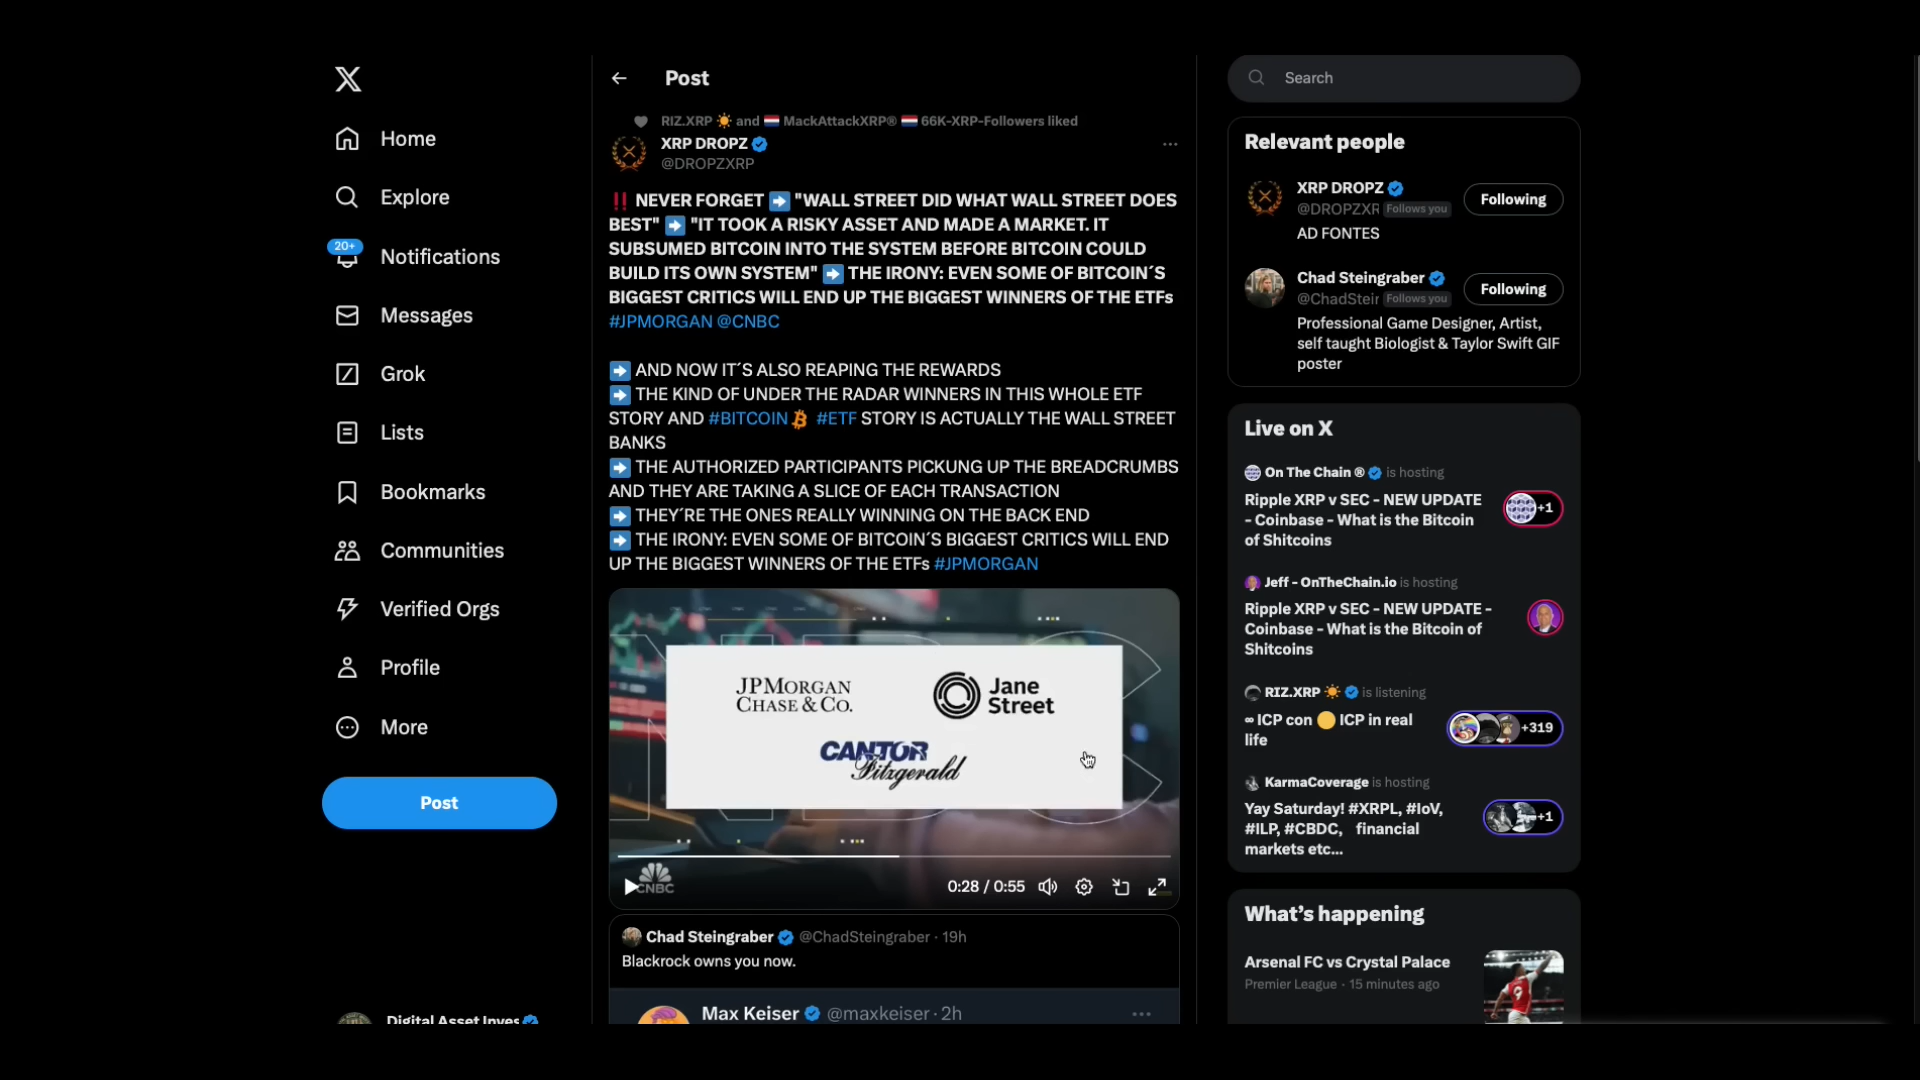 Home
Explore
20+
Notifications
Messages
Grok
Lists
Bookmarks
Communities
Verified Orgs
Profile
More
Post
Digital Asset Inves
Post
RIZ.XRP and MackAttackXRP® 66K-XRP-Followers liked
XRP DROPZ
@DROPZXRP
‼️ NEVER FORGET ➡️ "WALL STREET DID WHAT WALL STREET DOES
BEST" ➡️ "IT TOOK A RISKY ASSET AND MADE A MARKET. IT
SUBSUMED BITCOIN INTO THE SYSTEM BEFORE BITCOIN COULD
BUILD ITS OWN SYSTEM" ➡️ THE IRONY: EVEN SOME OF BITCOIN´S
BIGGEST CRITICS WILL END UP THE BIGGEST WINNERS OF THE ETFs
#JPMORGAN @CNBC
➡️ AND NOW IT´S ALSO REAPING THE REWARDS
➡️ THE KIND OF UNDER THE RADAR WINNERS IN THIS WHOLE ETF
STORY AND #BITCOIN #ETF STORY IS ACTUALLY THE WALL STREET
BANKS
➡️ THE AUTHORIZED PARTICIPANTS PICKUNG UP THE BREADCRUMBS
AND THEY ARE TAKING A SLICE OF EACH TRANSACTION
➡️ THEY´RE THE ONES REALLY WINNING ON THE BACK END
➡️ THE IRONY: EVEN SOME OF BITCOIN´S BIGGEST CRITICS WILL END
UP THE BIGGEST WINNERS OF THE ETFs #JPMORGAN
JPMORGAN
CHASE & CO.
Jane
Street
CANTOR
Fitzgerald
CNBC
0:28 / 0:55
Chad Steingraber @ChadSteingraber · 19h
Blackrock owns you now.
Max Keiser @maxkeiser · 2h
Search
Relevant people
XRP DROPZ
@DROPZXR Follows you
Following
AD FONTES
Chad Steingraber
@ChadSteir Follows you
Following
Professional Game Designer, Artist,
self taught Biologist & Taylor Swift GIF
poster
Live on X
On The Chain ® is hosting
Ripple XRP v SEC - NEW UPDATE
- Coinbase - What is the Bitcoin
of Shitcoins
+1
Jeff - OnTheChain.io is hosting
Ripple XRP v SEC - NEW UPDATE -
Coinbase - What is the Bitcoin of
Shitcoins
RIZ.XRP is listening
∞ ICP con ICP in real
life
+319
KarmaCoverage is hosting
Yay Saturday! #XRPL, #IoV,
#ILP, #CBDC, financial
markets etc...
+1
What's happening
Arsenal FC vs Crystal Palace
Premier League · 15 minutes ago